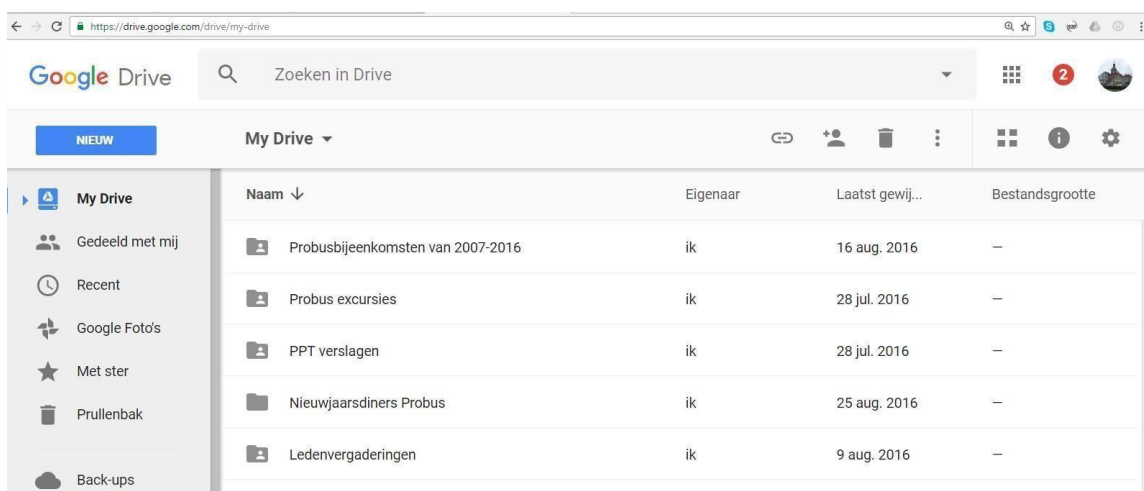 https://drive.google.com/drive/my-drive
Google Drive
Zoeken in Drive
2
NIEUW
My Drive
My Drive
Gedeeld met mij
Recent
Google Foto's
Met ster
Prullenbak
Back-ups
Naam Eigenaar Laatst gewij... Bestandsgrootte
Probusbijeenkomsten van 2007-2016 ik 16 aug. 2016 —
Probus excursies ik 28 jul. 2016 —
PPT verslagen ik 28 jul. 2016 —
Nieuwjaarsdiners Probus ik 25 aug. 2016 —
Ledenvergaderingen ik 9 aug. 2016 —